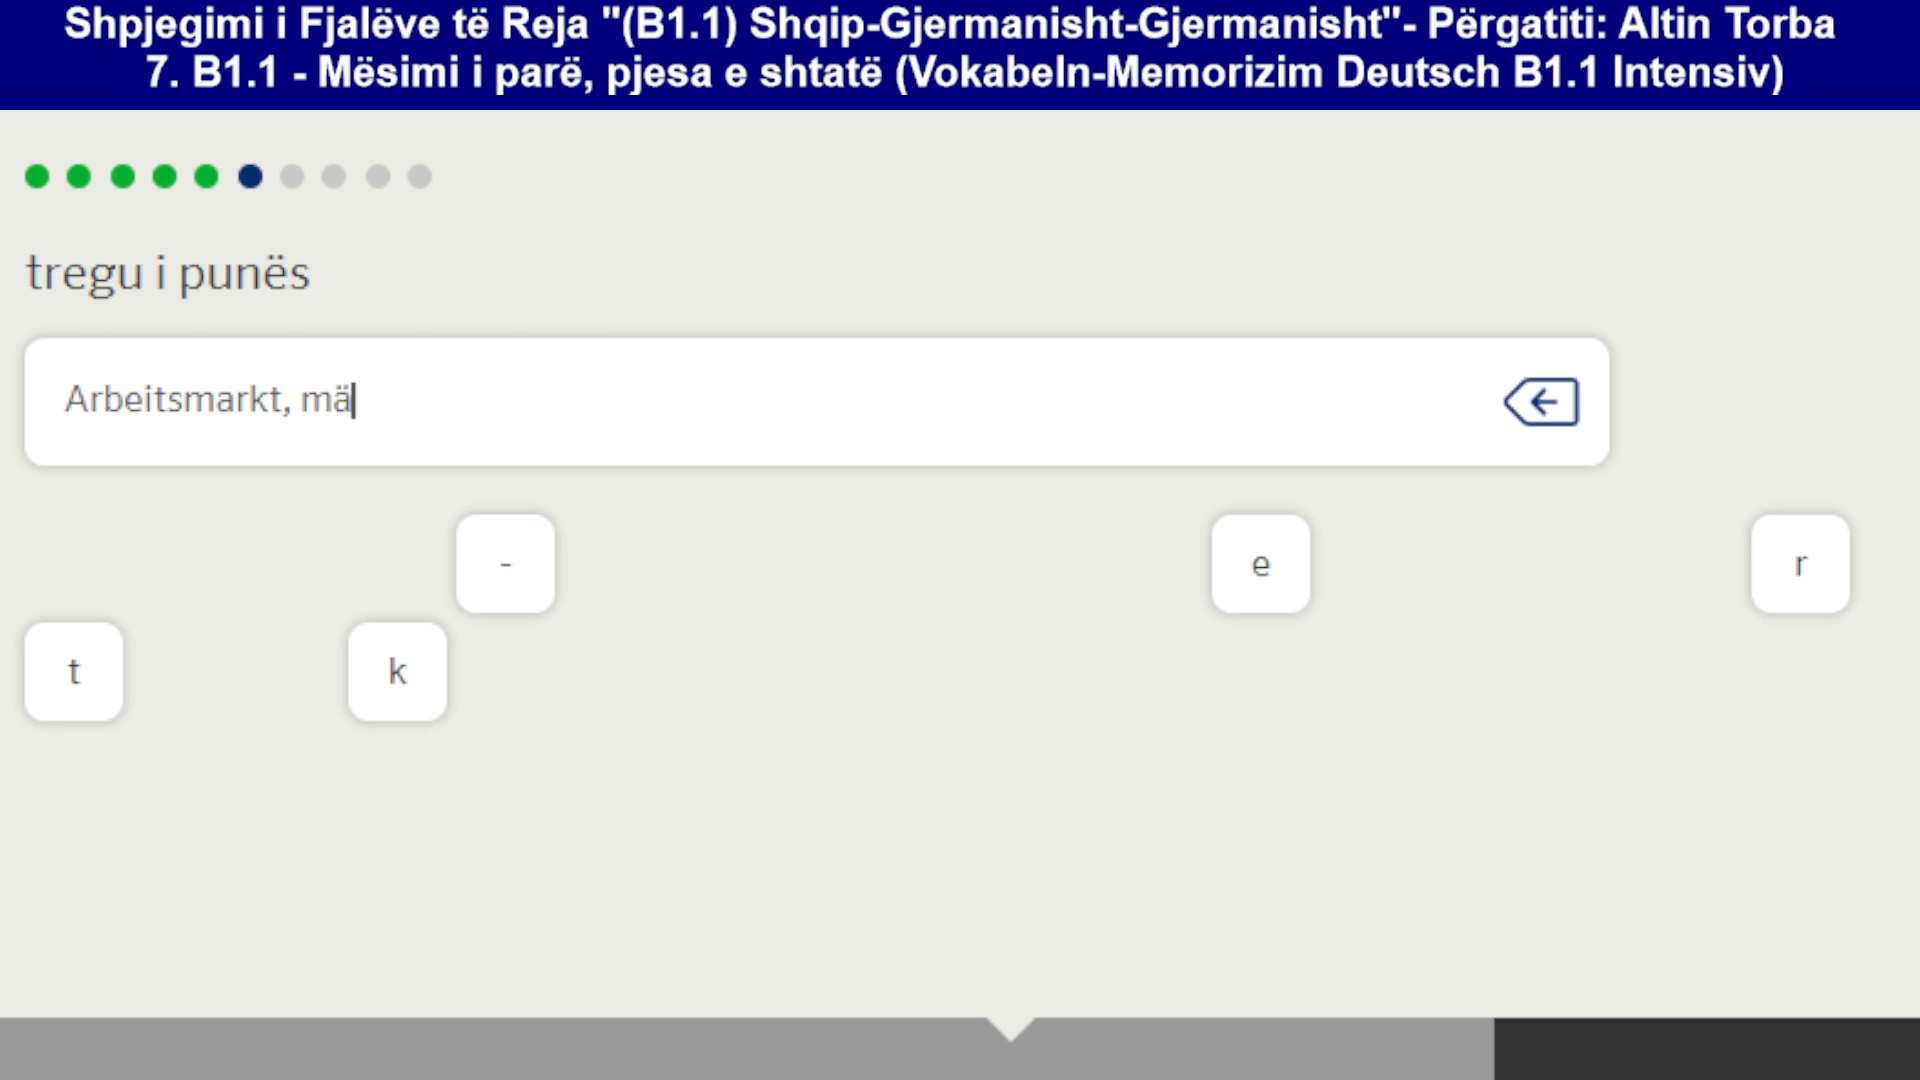 Shpjegimi i Fjalëve të Reja "(B1.1) Shqip-Gjermanisht-Gjermanisht"- Përgatiti: Altin Torba
7. B1.1 - Mësimi i parë, pjesa e shtatë (Vokabeln-Memorizim Deutsch B1.1 Intensiv)
tregu i punës
Arbeitsmarkt, mä
- e r
t k